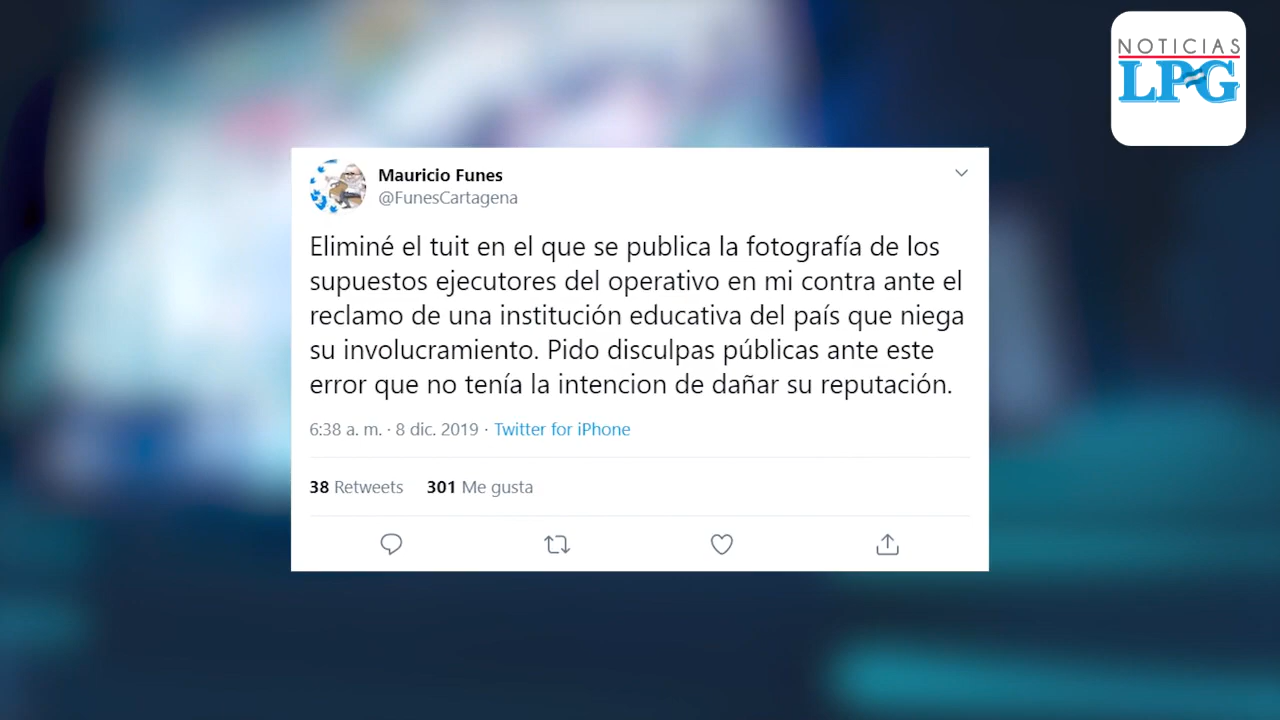 NOTICIAS
LPG
Mauricio Funes
@FunesCartagena
Eliminé el tuit en el que se publica la fotografía de los
supuestos ejecutores del operativo en mi contra ante el
reclamo de una institución educativa del país que niega
su involucramiento. Pido disculpas públicas ante este
error que no tenía la intencion de dañar su reputación.
6:38 a. m. · 8 dic. 2019 · Twitter for iPhone
38 Retweets 301 Me gusta